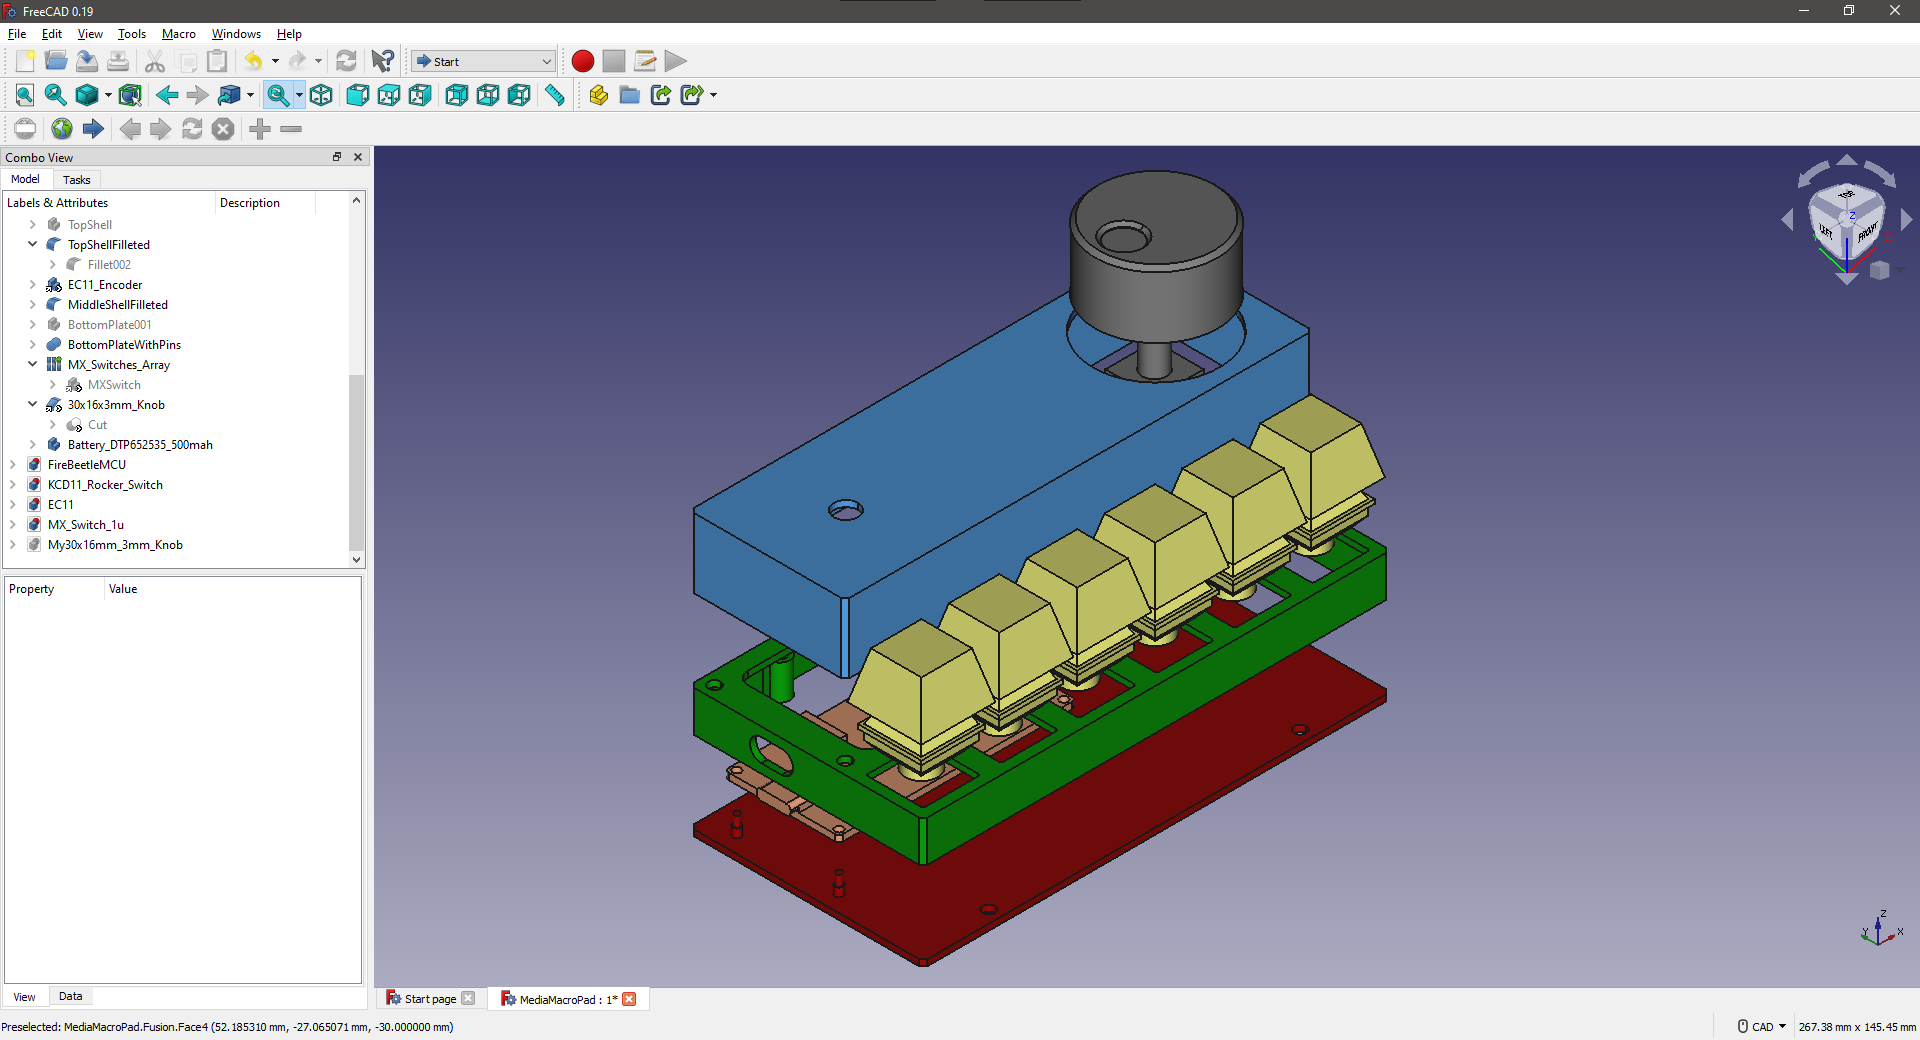 FreeCAD 0.19
File Edit View Tools Macro Windows Help
Start
Combo View
Model Tasks
Labels & Attributes Description
TopShell
TopShellFilleted
Fillet002
EC11_Encoder
MiddleShellFilleted
BottomPlate001
BottomPlateWithPins
MX_Switches_Array
MXSwitch
30x16x3mm_Knob
Cut
Battery_DTP652535_500mah
FireBeetleMCU
KCD11_Rocker_Switch
EC11
MX_Switch_1u
My30x16mm_3mm_Knob
Property Value
View Data
TOP
LEFT FRONT
Z
X
Z
Y X
Start page MediaMacroPad : 1*
Preselected: MediaMacroPad.Fusion.Face4 (52.185310 mm, -27.065071 mm, -30.000000 mm)
CAD 267.38 mm x 145.45 mm